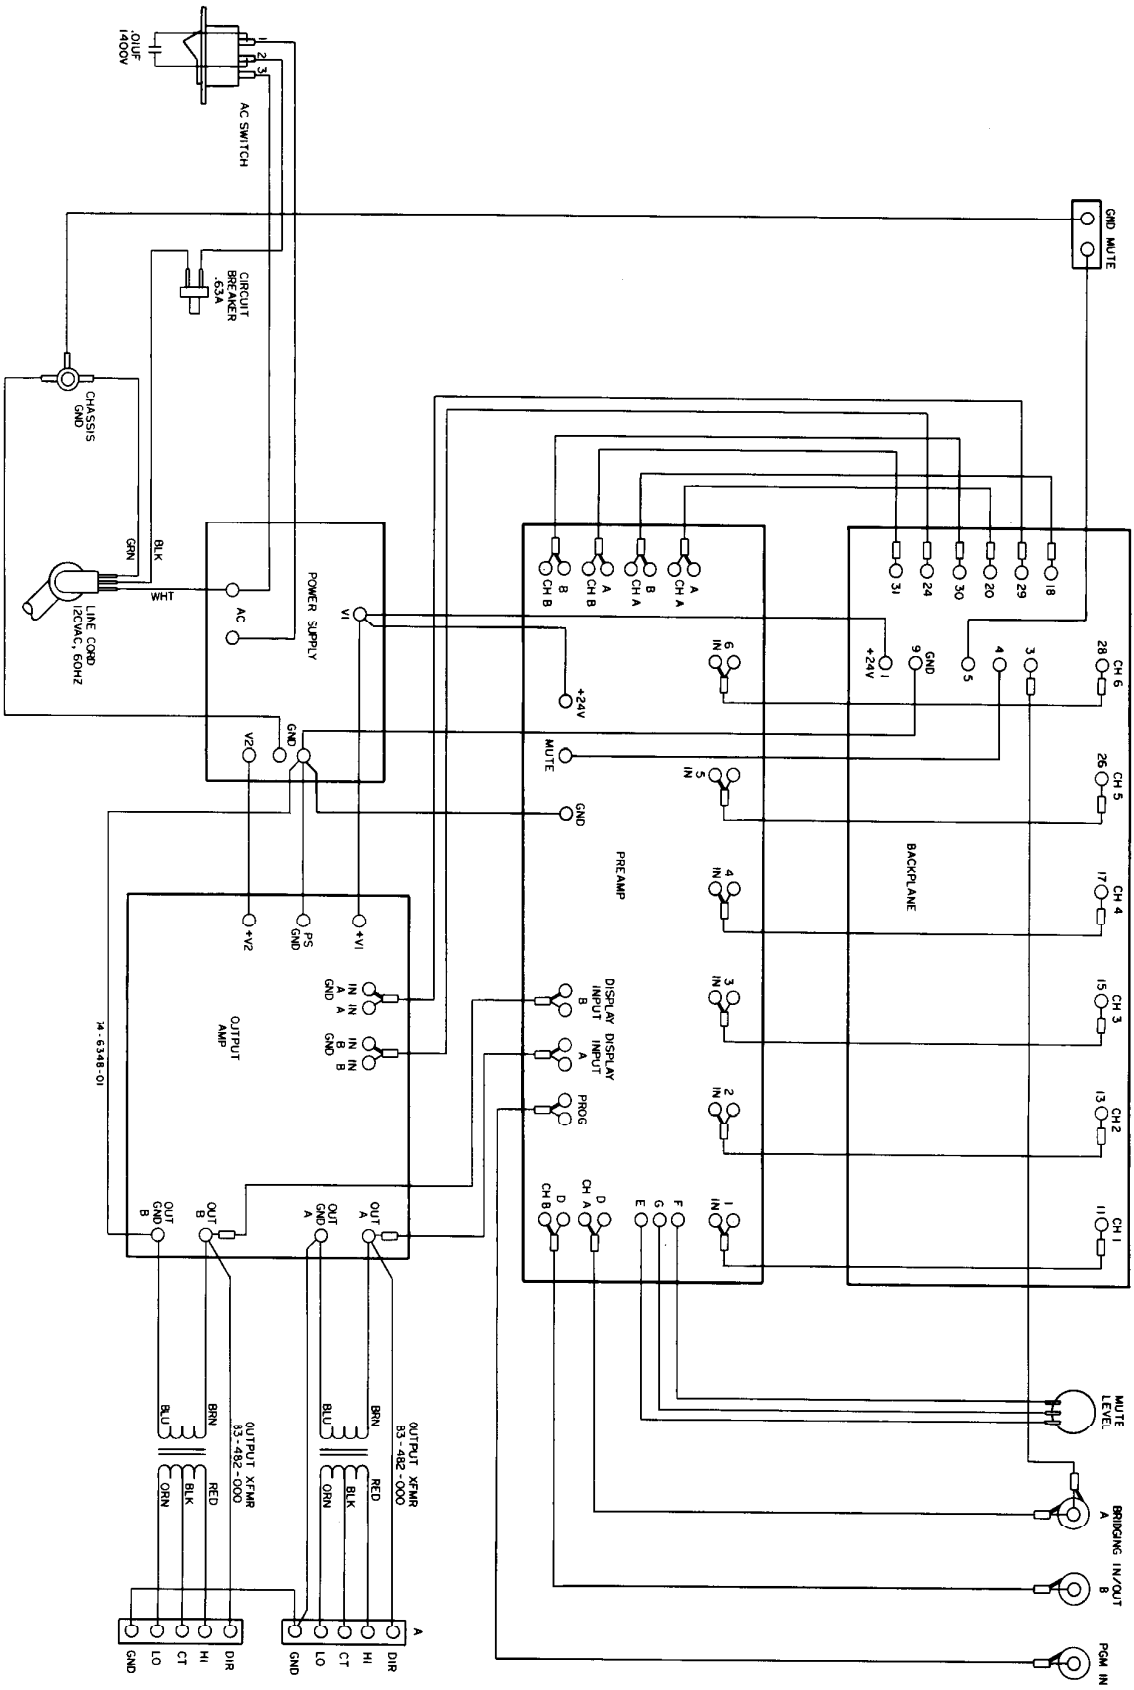 .01UF
1400V
1
2
3
AC SWITCH
GND MUTE
CIRCUIT
BREAKER
.63A
CHASSIS
GND
GRN
BLK
WHT
LINE CORD
120VAC, 60HZ
POWER SUPPLY
AC
V1
V2
GND
31
24
30
20
29
18
1
+24V
9
GND
5
4
3
28
CH 6
26
CH 5
17
CH 4
15
CH 3
13
CH2
11
CH 1
BACKPLANE
B
CH B
A
CH B
B
CH A
A
CH A
6
IN
5
IN
4
IN
3
IN
2
IN
1
IN
+24V
MUTE
GND
PREAMP
DISPLAY
INPUT
B
DISPLAY
INPUT
A
PROG
D
CH B
D
CH A
E
G
F
+V2
PS
GND
+V1
IN
A
GND
IN
A
IN
B
GND
IN
B
OUTPUT
AMP
14-6348-01
OUT
GND
B
OUT
B
OUT
GND
A
OUT
A
BLU
BRN
BLU
BRN
OUTPUT XFMR
83-482-000
OUTPUT XFMR
83-482-000
ORN
BLK
RED
ORN
BLK
RED
GND
LO
CT
HI
DIR
GND
LO
CT
HI
DIR
A
MUTE
LEVEL
BRIDGING IN/OUT
A
B
PGM IN